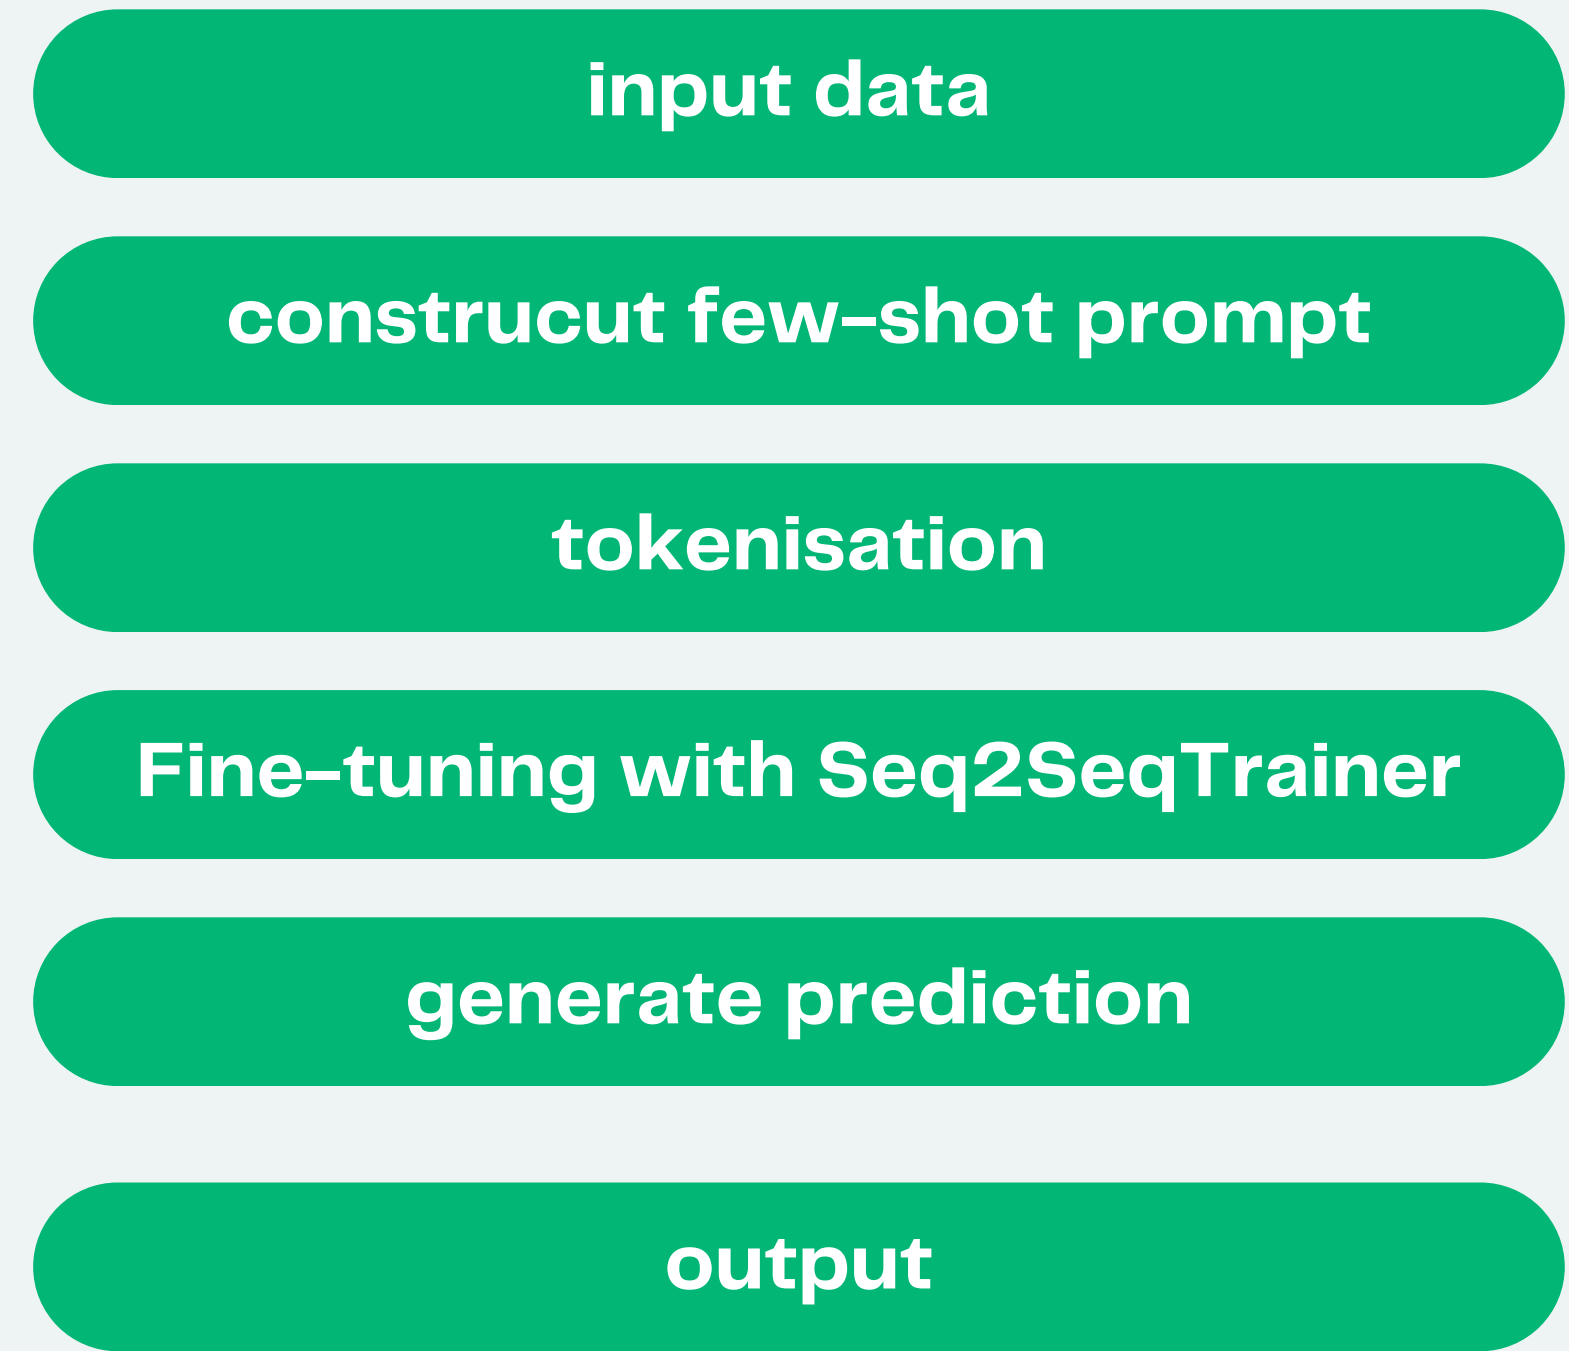 input data
construcut few-shot prompt
tokenisation
Fine-tuning with Seq2SeqTrainer
generate prediction
output